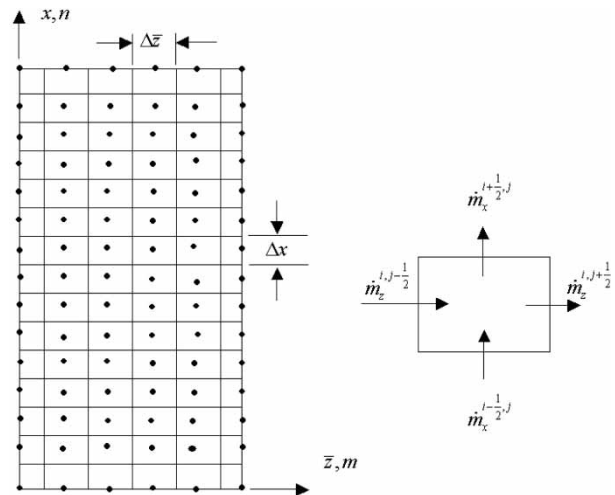 x, n
Δz̅
Δx
z̅, m
ṁ_x^{i+1/2, j}
ṁ_z^{i, j-1/2}
ṁ_z^{i, j+1/2}
ṁ_x^{i-1/2, j}